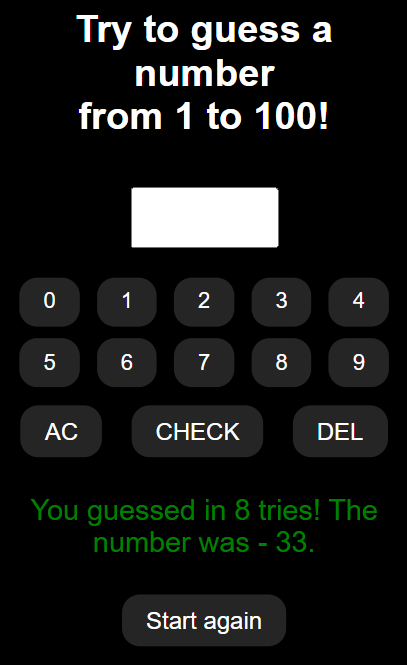 Try to guess a
number
from 1 to 100!
0 1 2 3 4
5 6 7 8 9
AC CHECK DEL
You guessed in 8 tries! The
number was - 33.
Start again